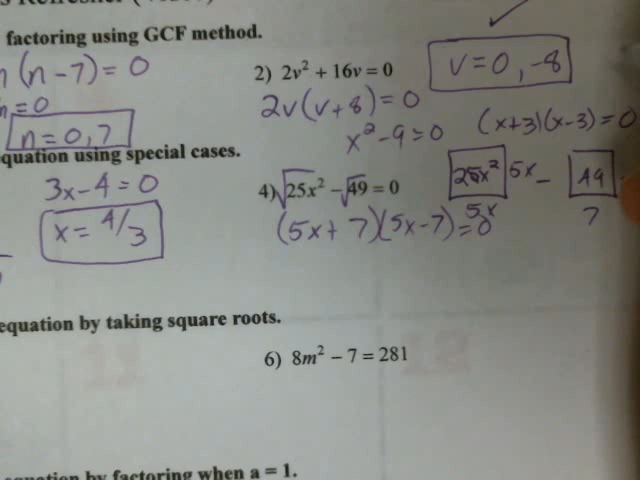 factoring using GCF method.
(n - 7) = 0
= 0
n = 0, 7
2) 2v² + 16v = 0
v = 0, -8
2v(v + 8) = 0
x² - 9 = 0
(x+3)(x-3) = 0
equation using special cases.
3x - 4 = 0
x = 4/3
4) √25x² - √49 = 0
25x² 5x - 49
5x 7
(5x + 7)(5x - 7) = 0
equation by taking square roots.
6) 8m² - 7 = 281
equation by factoring when a = 1.